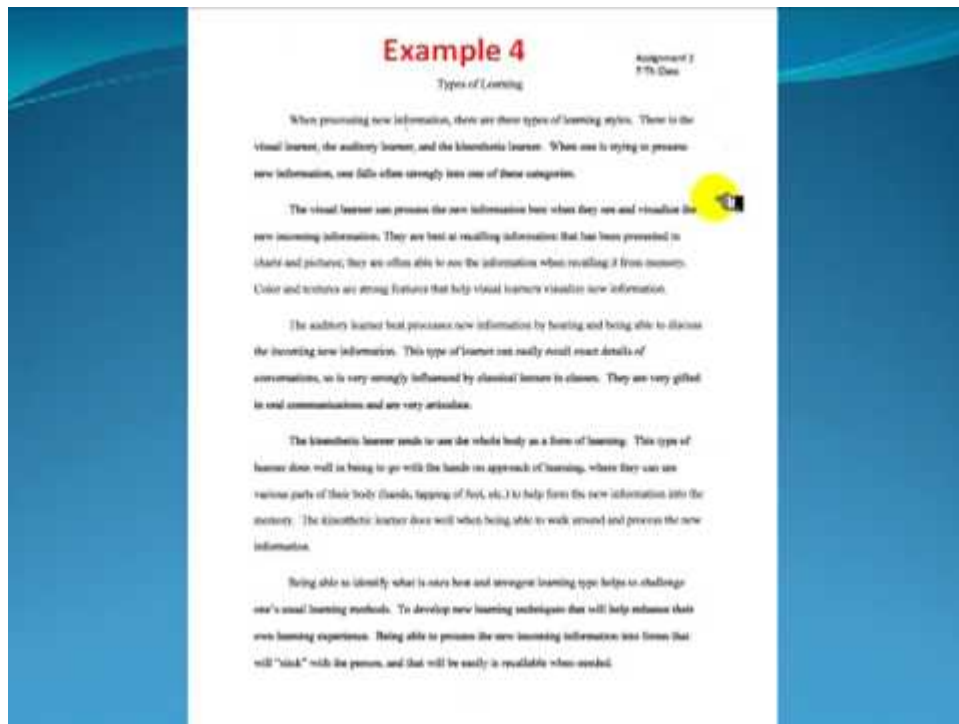 Example 4
Assignment 2
T Th Class
Types of Learning
When processing new information, there are three types of learning styles. There is the
visual learner, the auditory learner, and the kinesthetic learner. When one is trying to process
new information, one falls often strongly into one of these categories.
The visual learner can process the new information best when they see and visualize the
new incoming information. They are best at recalling information that has been presented in
charts and pictures; they are often able to see the information when recalling it from memory.
Color and textures are strong features that help visual learners visualize new information.
The auditory learner best processes new information by hearing and being able to discuss
the incoming new information. This type of learner can easily recall exact details of
conversations, so is very strongly influenced by classical lecture in classes. They are very gifted
in oral communications and are very articulate.
The kinesthetic learner tends to use the whole body as a form of learning. This type of
learner does well in being to go with the hands on approach of learning, where they can use
various parts of their body (hands, tapping of feet, etc.) to help form the new information into the
memory. The kinesthetic learner does well when being able to walk around and process the new
information.
Being able to identify what is ones best and strongest learning type helps to challenge
one's usual learning methods. To develop new learning techniques that will help enhance their
own learning experience. Being able to process the new incoming information into forms that
will "stick" with the person, and that will be easily is recallable when needed.